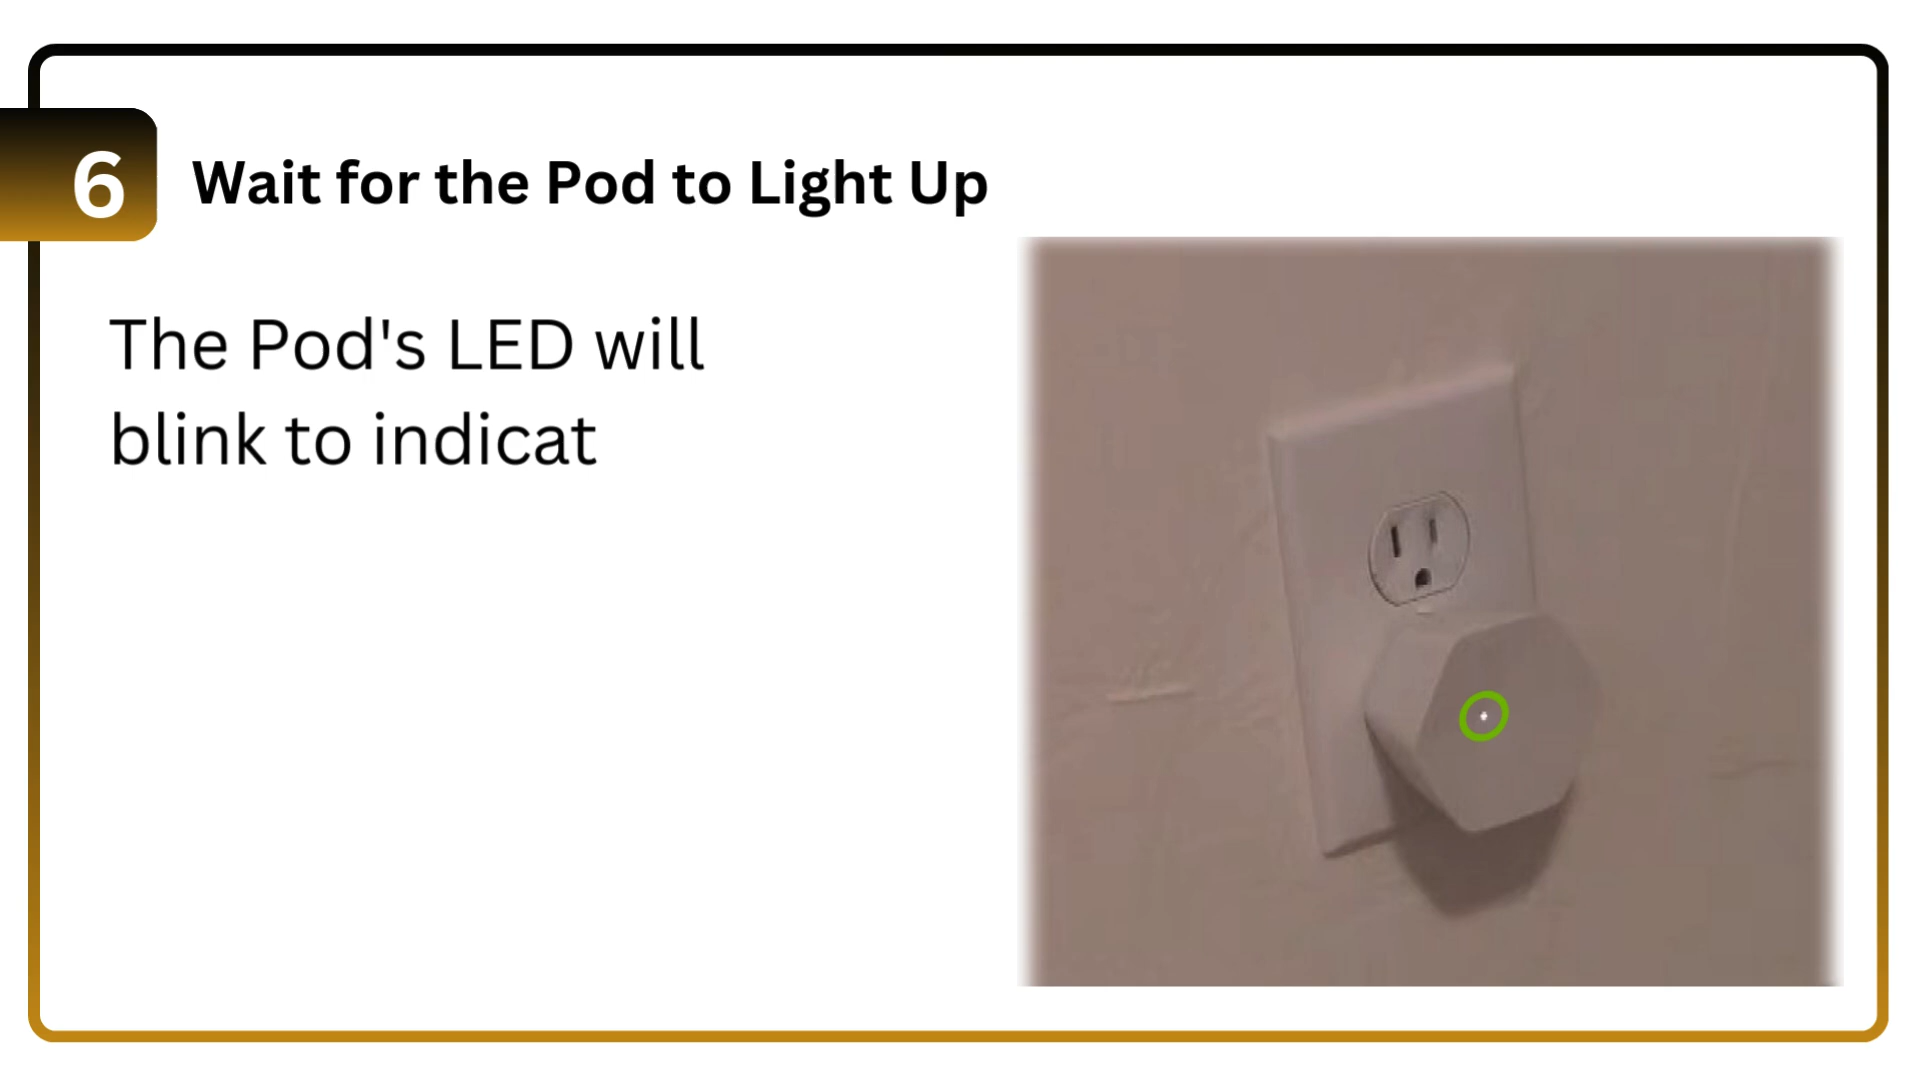 6
Wait for the Pod to Light Up
The Pod's LED will
blink to indicat